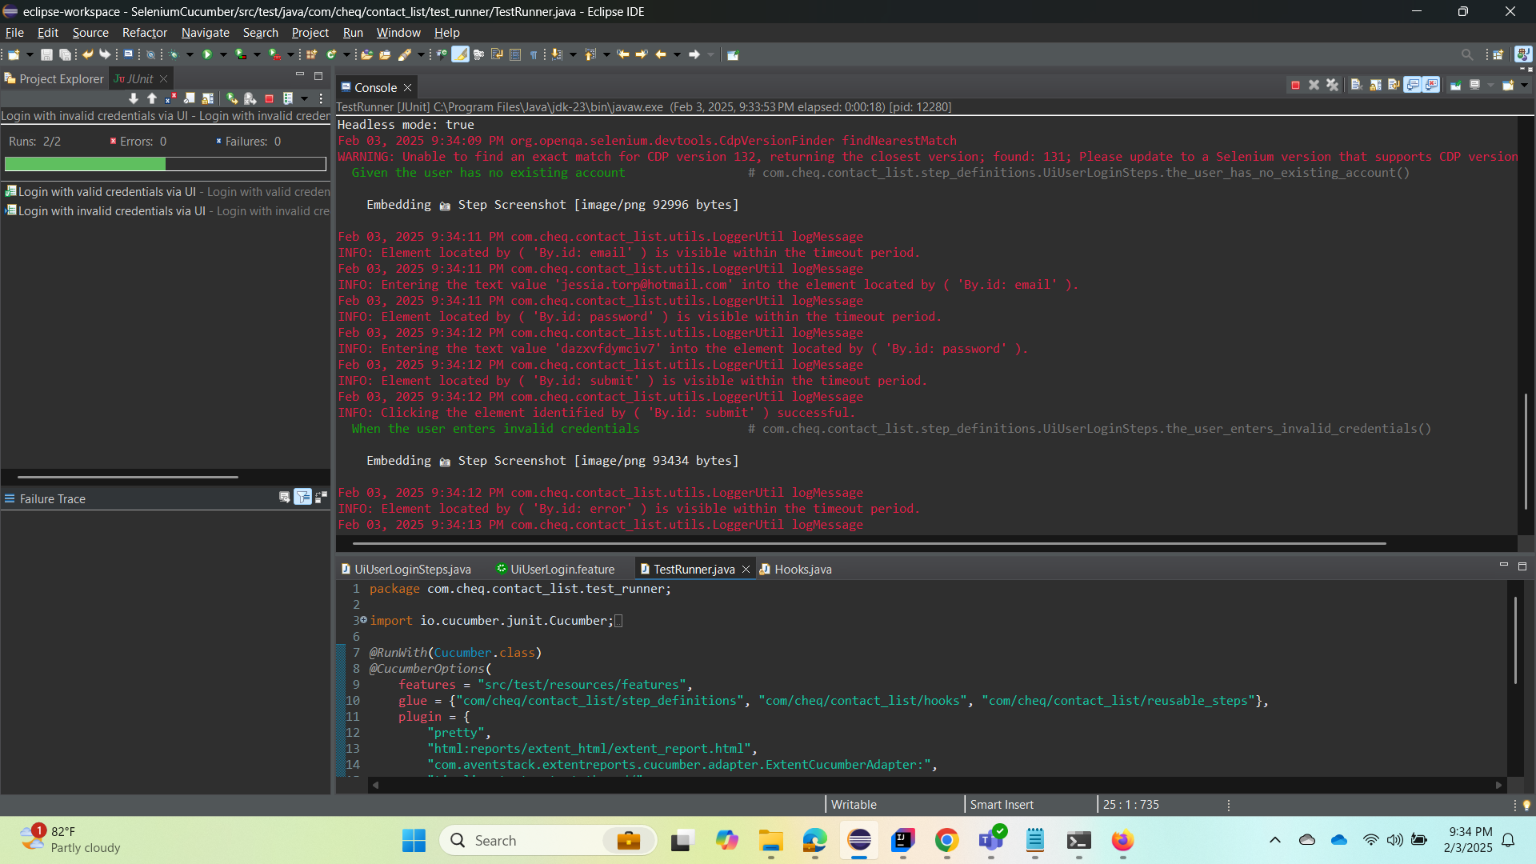 eclipse-workspace - SeleniumCucumber/src/test/java/com/cheq/contact_list/test_runner/TestRunner.java - Eclipse IDE
File Edit Source Refactor Navigate Search Project Run Window Help
Project Explorer JUnit
Login with invalid credentials via UI - Login with invalid creder
Runs: 2/2 Errors: 0 Failures: 0
Login with valid credentials via UI - Login with valid creden
Login with invalid credentials via UI - Login with invalid cre
Failure Trace
Console
TestRunner [JUnit] C:\Program Files\Java\jdk-23\bin\javaw.exe (Feb 3, 2025, 9:33:53 PM elapsed: 0:00:18) [pid: 12280]
Headless mode: true
Feb 03, 2025 9:34:09 PM org.openqa.selenium.devtools.CdpVersionFinder findNearestMatch
WARNING: Unable to find an exact match for CDP version 132, returning the closest version; found: 131; Please update to a Selenium version that supports CDP version
Given the user has no existing account # com.cheq.contact_list.step_definitions.UiUserLoginSteps.the_user_has_no_existing_account()
Embedding 📷 Step Screenshot [image/png 92996 bytes]
Feb 03, 2025 9:34:11 PM com.cheq.contact_list.utils.LoggerUtil logMessage
INFO: Element located by ( 'By.id: email' ) is visible within the timeout period.
Feb 03, 2025 9:34:11 PM com.cheq.contact_list.utils.LoggerUtil logMessage
INFO: Entering the text value 'jessia.torp@hotmail.com' into the element located by ( 'By.id: email' ).
Feb 03, 2025 9:34:11 PM com.cheq.contact_list.utils.LoggerUtil logMessage
INFO: Element located by ( 'By.id: password' ) is visible within the timeout period.
Feb 03, 2025 9:34:12 PM com.cheq.contact_list.utils.LoggerUtil logMessage
INFO: Entering the text value 'dazxvfdymciv7' into the element located by ( 'By.id: password' ).
Feb 03, 2025 9:34:12 PM com.cheq.contact_list.utils.LoggerUtil logMessage
INFO: Element located by ( 'By.id: submit' ) is visible within the timeout period.
Feb 03, 2025 9:34:12 PM com.cheq.contact_list.utils.LoggerUtil logMessage
INFO: Clicking the element identified by ( 'By.id: submit' ) successful.
When the user enters invalid credentials # com.cheq.contact_list.step_definitions.UiUserLoginSteps.the_user_enters_invalid_credentials()
Embedding 📷 Step Screenshot [image/png 93434 bytes]
Feb 03, 2025 9:34:12 PM com.cheq.contact_list.utils.LoggerUtil logMessage
INFO: Element located by ( 'By.id: error' ) is visible within the timeout period.
Feb 03, 2025 9:34:13 PM com.cheq.contact_list.utils.LoggerUtil logMessage
UiUserLoginSteps.java UiUserLogin.feature TestRunner.java Hooks.java
1 package com.cheq.contact_list.test_runner;
2
3 import io.cucumber.junit.Cucumber;
6
7 @RunWith(Cucumber.class)
8 @CucumberOptions(
9 features = "src/test/resources/features",
10 glue = {"com/cheq/contact_list/step_definitions", "com/cheq/contact_list/hooks", "com/cheq/contact_list/reusable_steps"},
11 plugin = {
12 "pretty",
13 "html:reports/extent_html/extent_report.html",
14 "com.aventstack.extentreports.cucumber.adapter.ExtentCucumberAdapter:",
Writable Smart Insert 25 : 1 : 735
1 82°F
Partly cloudy
Search
9:34 PM
2/3/2025